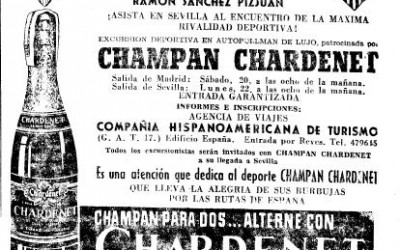 RAMON SANCHEZ PIZJUAN
¡ASISTA EN SEVILLA AL ENCUENTRO DE LA MAXIMA
RIVALIDAD DEPORTIVA!
EXCURSION DEPORTIVA EN AUTOPULLMAN DE LUJO, patrocinada por
CHAMPAN CHARDENET
Salida de Madrid: Sábado, 20, a las ocho de la mañana.
Salida de Sevilla: Lunes, 22, a las ocho de la mañana.
ENTRADA GARANTIZADA
INFORMES E INSCRIPCIONES:
AGENCIA DE VIAJES
COMPAÑIA HISPANOAMERICANA DE TURISMO
(G. A. T. 17.) Edificio España. Entrada por Reyes. Tel. 479645
Todos los excursionistas serán invitados con CHAMPAN CHARDENET
a su llegada a Sevilla
Es una atención que dedica al deporte CHAMPAN CHARDENET
QUE LLEVA LA ALEGRIA DE SUS BURBUJAS
POR LAS RUTAS DE ESPAÑA
CHAMPAN PARA DOS... ALTERNE CON
CHARDENET
CHARDENET
Chardenet
CHARDENET